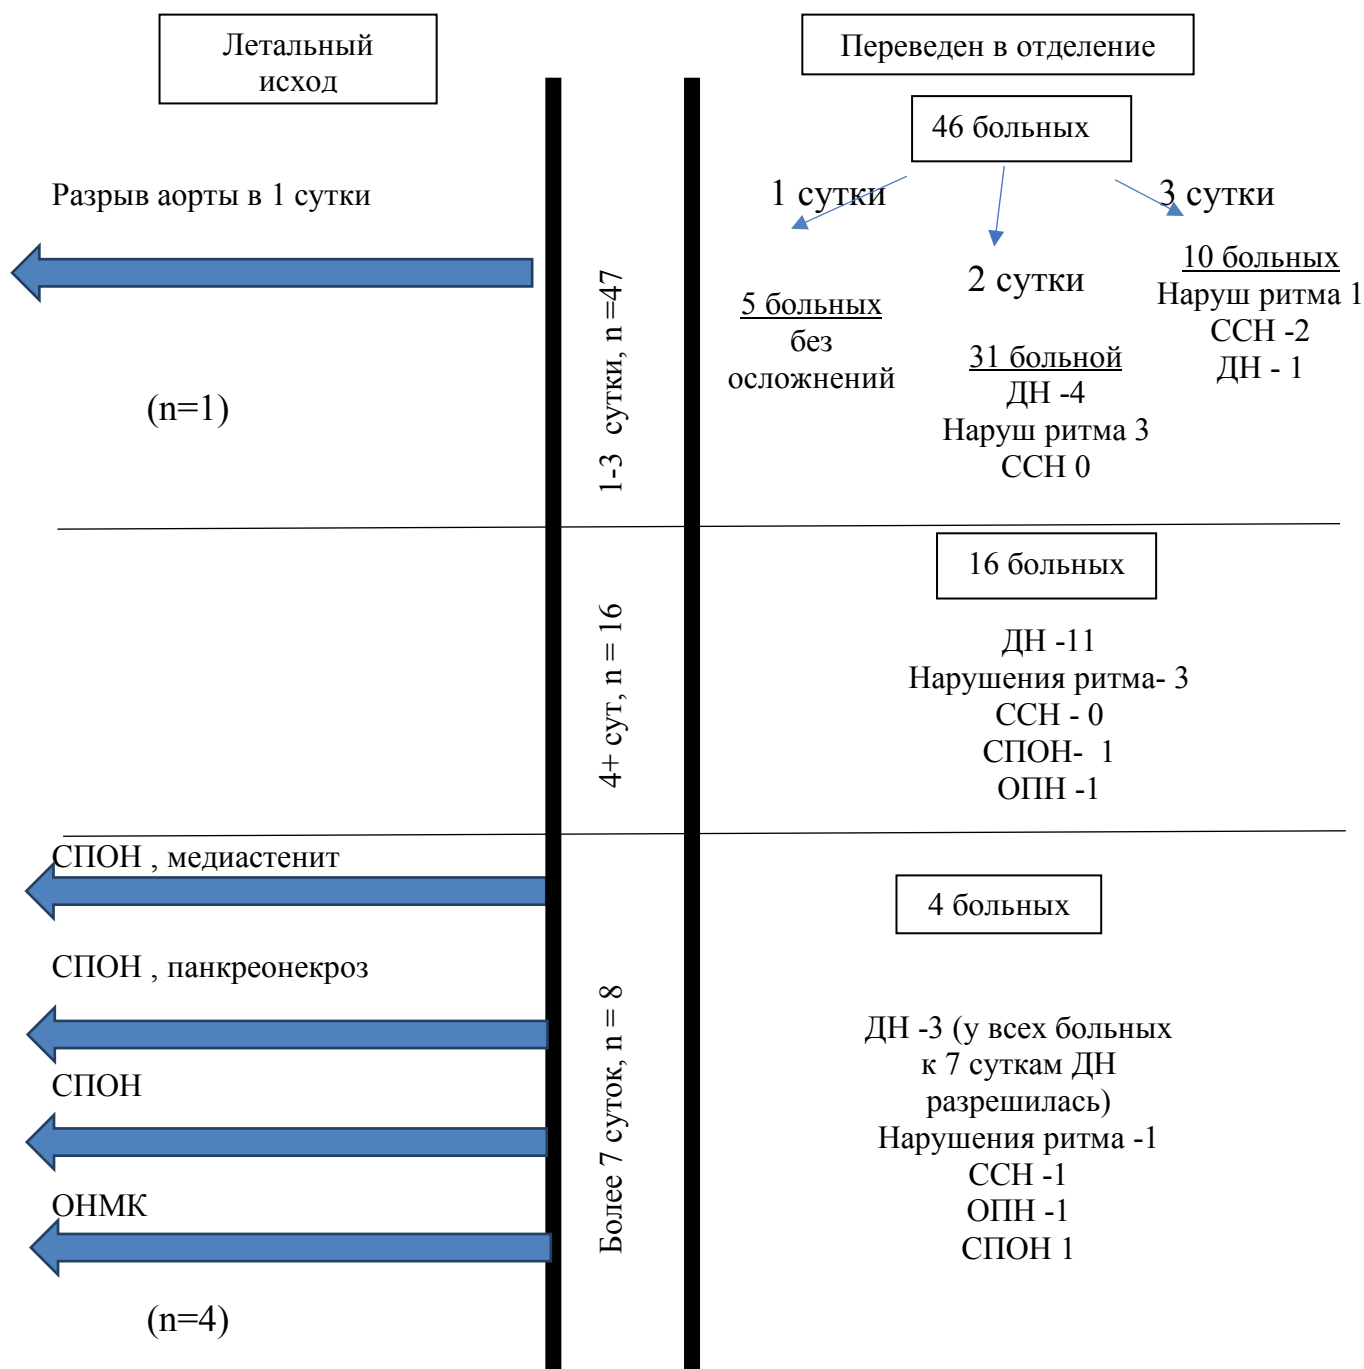 Летальный
исход
Переведен в отделение
46 больных
Разрыв аорты в 1 сутки
(n=1)
1-3 сутки, n =47
1 сутки
5 больных
без
осложнений
2 сутки
31 больной
ДН -4
Наруш ритма 3
ССН 0
3 сутки
10 больных
Наруш ритма 1
ССН -2
ДН - 1
4+ сут, n = 16
16 больных
ДН -11
Нарушения ритма- 3
ССН - 0
СПОН- 1
ОПН -1
СПОН , медиастенит
СПОН , панкреонекроз
СПОН
ОНМК
(n=4)
Более 7 суток, n = 8
4 больных
ДН -3 (у всех больных
к 7 суткам ДН
разрешилась)
Нарушения ритма -1
ССН -1
ОПН -1
СПОН 1